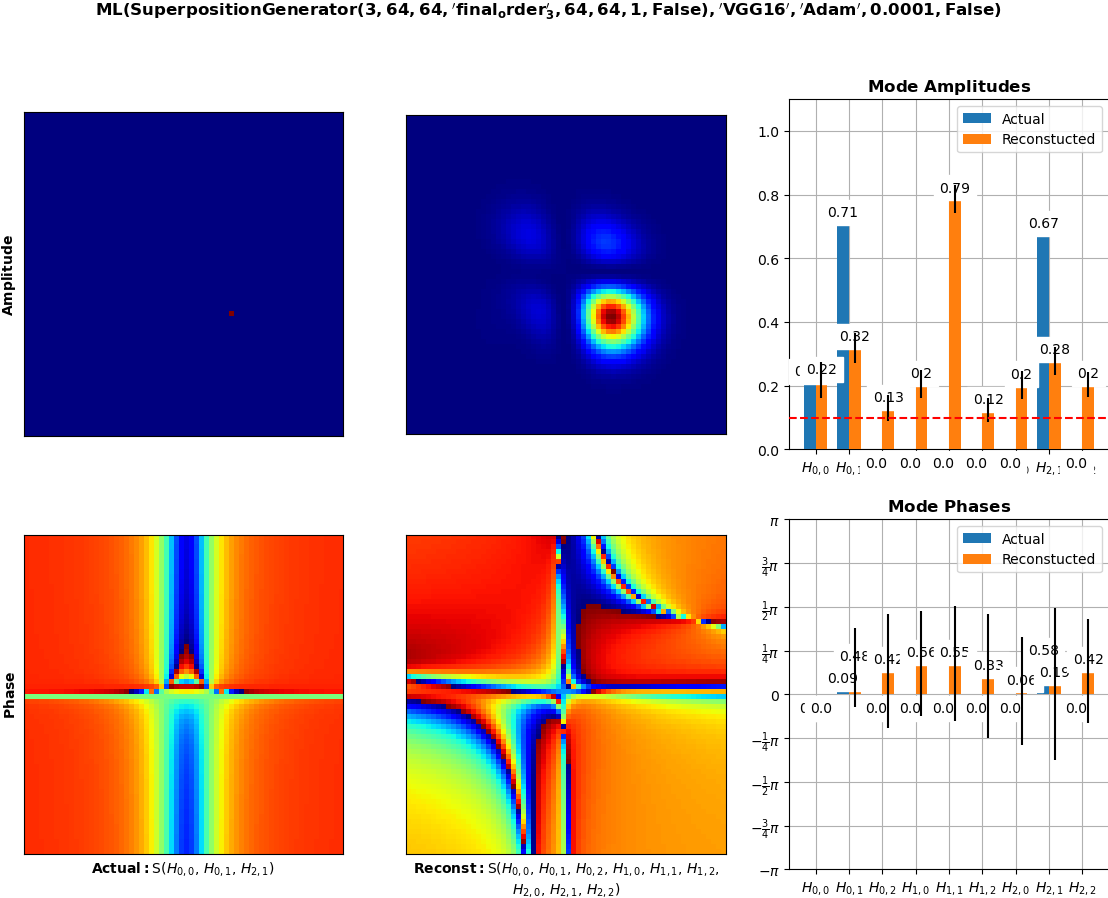 ML(SuperpositionGenerator(3, 64, 64, ′final_order′_3, 64, 64, 1, False), ′VGG16′, ′Adam′, 0.0001, False)
Amplitude
Mode Amplitudes
Actual
Reconstucted
1.0
0.8
0.6
0.4
0.2
0.0
0.71
0.79
0.67
0.32
0.28
0.22
0.13
0.2
0.12
0.2
0.2
0.0 0.0 0.0 0.0 0.0 0.0
H0,0 H0,1 H2,1
Phase
Mode Phases
Actual
Reconstucted
π
3/4π
1/2π
1/4π
0
−1/4π
−1/2π
−3/4π
−π
0.09
0.48
0.42
0.56
0.55
0.33
0.06
0.58
0.19
0.42
0.0 0.0 0.0 0.0 0.0 0.0 0.0
H0,0 H0,1 H0,2 H1,0 H1,1 H1,2 H2,0 H2,1 H2,2
Actual: S(H0,0, H0,1, H2,1)
Reconst: S(H0,0, H0,1, H0,2, H1,0, H1,1, H1,2,
H2,0, H2,1, H2,2)